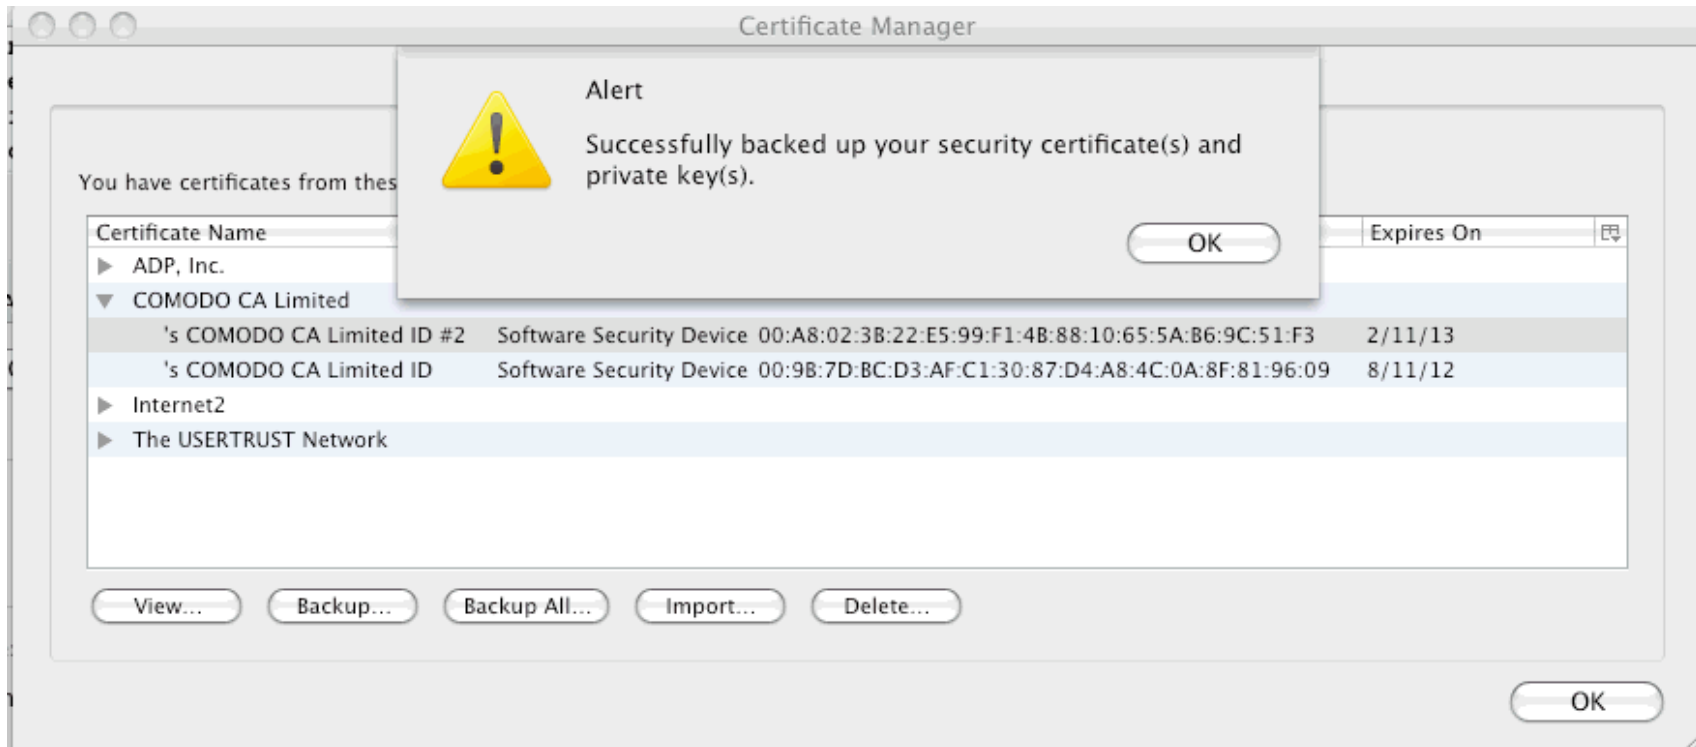 Certificate Manager
Alert
Successfully backed up your security certificate(s) and
private key(s).
OK
You have certificates from thes
Certificate Name Expires On
ADP, Inc.
COMODO CA Limited
's COMODO CA Limited ID #2 Software Security Device 00:A8:02:3B:22:E5:99:F1:4B:88:10:65:5A:B6:9C:51:F3 2/11/13
's COMODO CA Limited ID Software Security Device 00:9B:7D:BC:D3:AF:C1:30:87:D4:A8:4C:0A:8F:81:96:09 8/11/12
Internet2
The USERTRUST Network
View... Backup... Backup All... Import... Delete...
OK